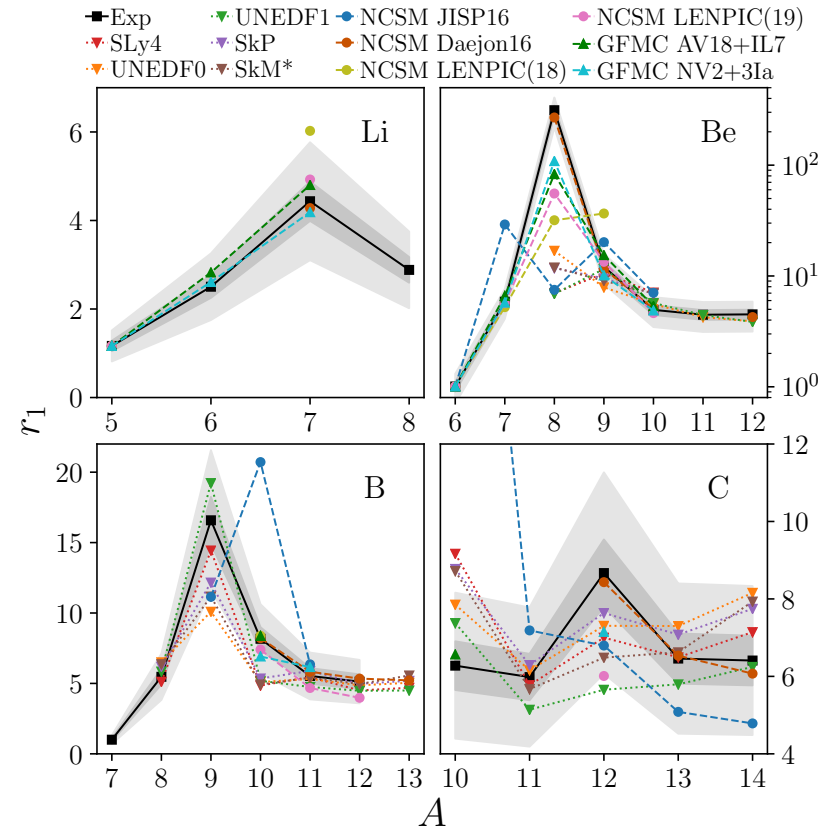 Exp UNEDF1 NCSM JISP16 NCSM LENPIC(19)
SLy4 SkP NCSM Daejon16 GFMC AV18+IL7
UNEDF0 SkM* NCSM LENPIC(18) GFMC NV2+3Ia
Li
0 2 4 6
5 6 7 8
Be
10² 10¹ 10⁰
6 7 8 9 10 11 12
r₁
B
0 5 10 15 20
7 8 9 10 11 12 13
C
4 6 8 10 12
10 11 12 13 14
A